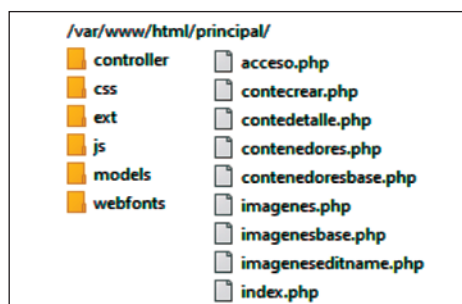 /var/www/html/principal/
controller
css
ext
js
models
webfonts
acceso.php
contecrear.php
contedetalle.php
contenedores.php
contenedoresbase.php
imagenes.php
imagenesbase.php
imageneseditname.php
index.php